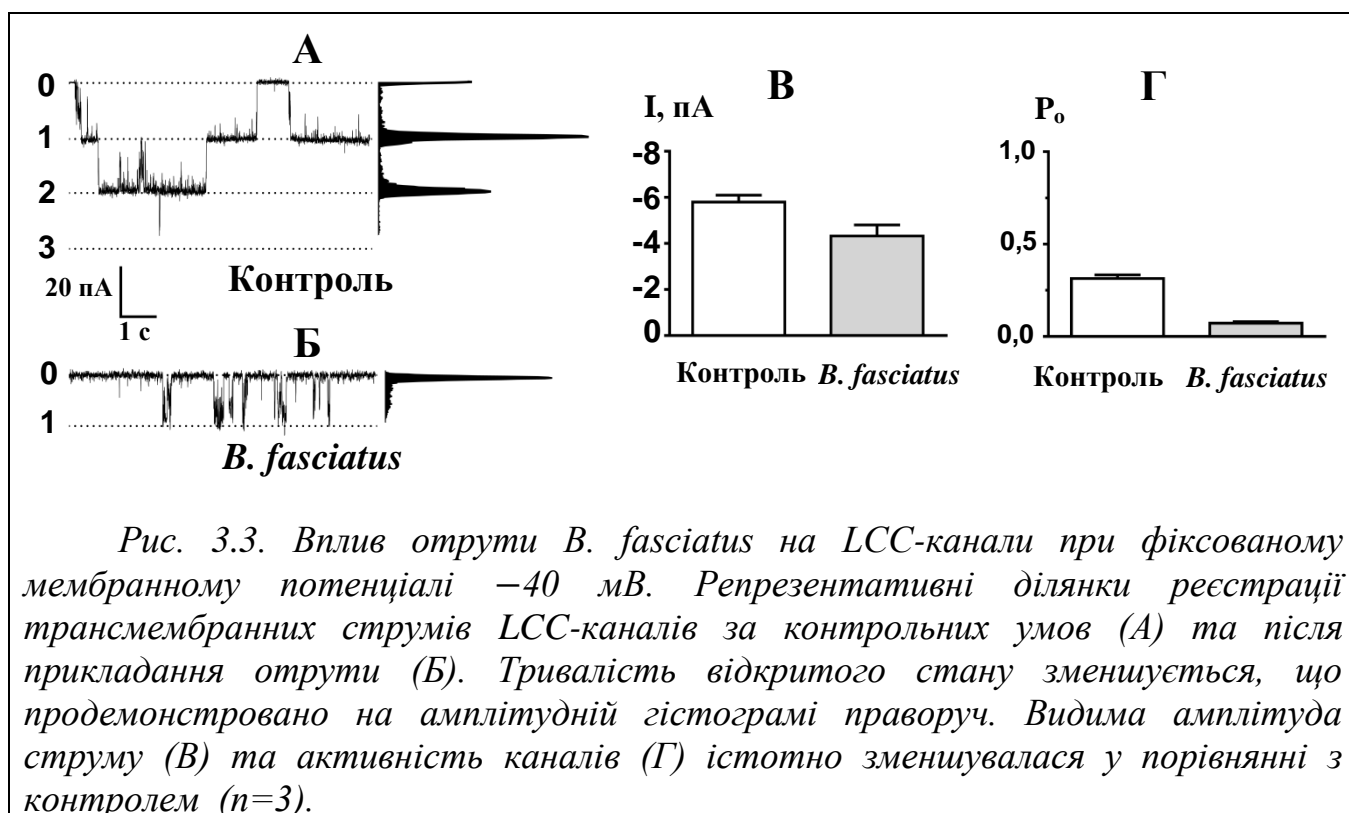 А
0
1
2
3
20 пА
1 с
Контроль
Б
0
1
B. fasciatus
В
I, пА
-8
-6
-4
-2
0
Контроль B. fasciatus
Г
Pо
1,0
0,5
0,0
Контроль B. fasciatus
Рис. 3.3. Вплив отрути B. fasciatus на LCC-канали при фіксованому
мембранному потенціалі −40 мВ. Репрезентативні ділянки реєстрації
трансмембранних струмів LCC-каналів за контрольних умов (А) та після
прикладання отрути (Б). Тривалість відкритого стану зменшується, що
продемонстровано на амплітудній гістограмі праворуч. Видима амплітуда
струму (В) та активність каналів (Г) істотно зменшувалася у порівнянні з
контролем (n=3).